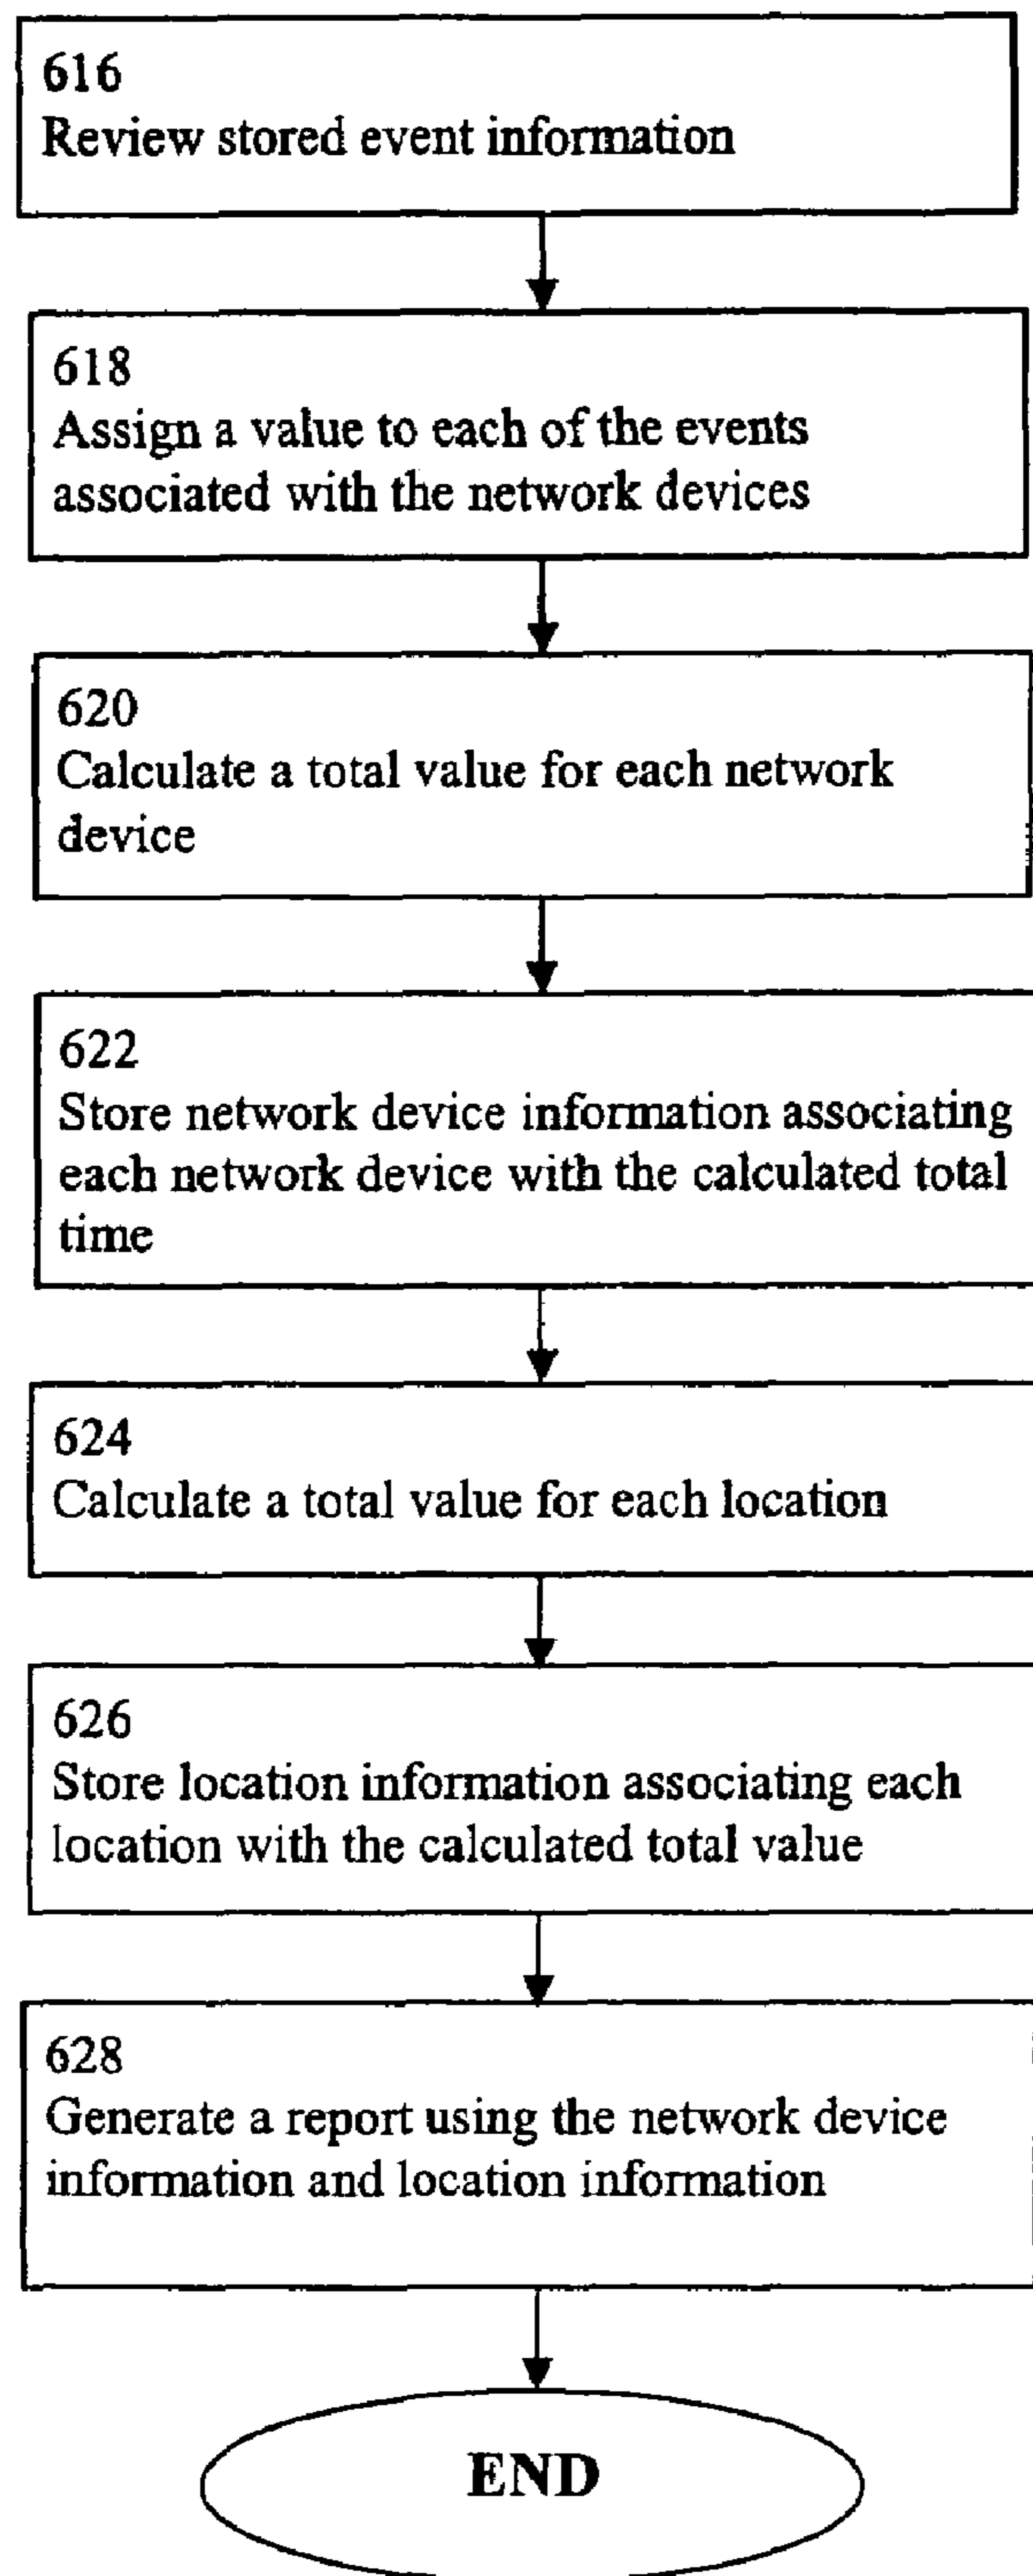 616
Review stored event information
618
Assign a value to each of the events
associated with the network devices
620
Calculate a total value for each network
device
622
Store network device information associating
each network device with the calculated total
time
624
Calculate a total value for each location
626
Store location information associating each
location with the calculated total value
628
Generate a report using the network device
information and location information
END